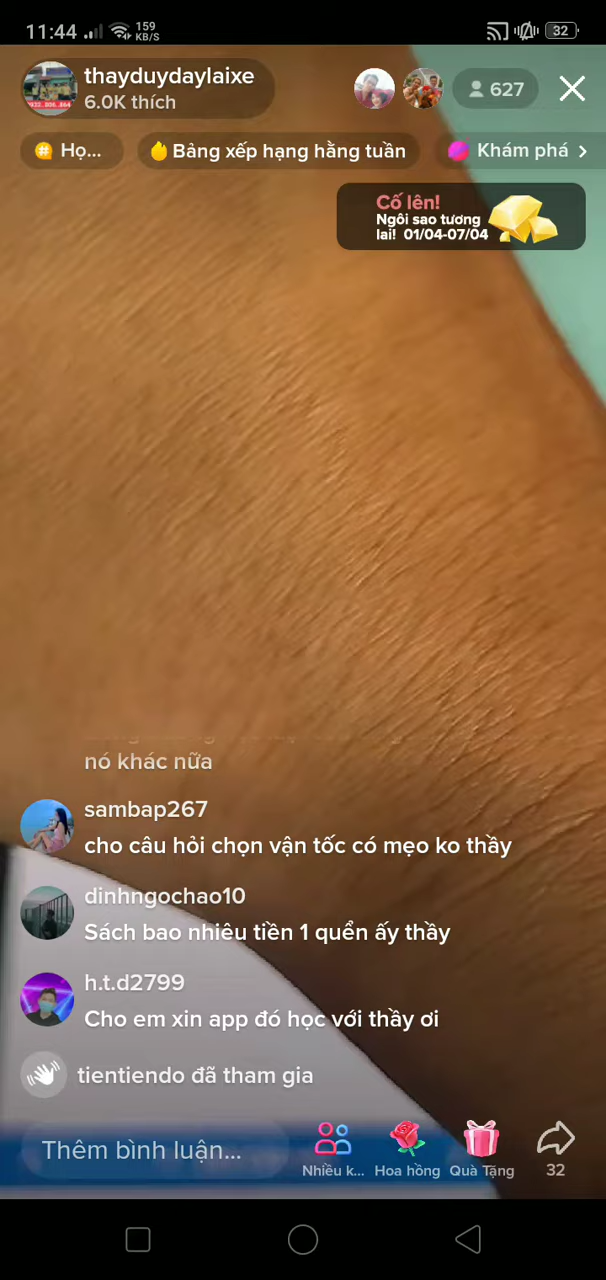 11:44
159
KB/S
32
thayduydaylaixe
6.0K thích
627
Họ...
Bảng xếp hạng hằng tuần
Khám phá
Cố lên!
Ngôi sao tương
lai! 01/04-07/04
nó khác nữa
sambap267
cho câu hỏi chọn vận tốc có mẹo ko thầy
dinhngochao10
Sách bao nhiêu tiền 1 quển ấy thầy
h.t.d2799
Cho em xin app đó học với thầy ơi
tientiendo đã tham gia
Thêm bình luận...
Nhiều k...
Hoa hồng
Quà Tặng
32